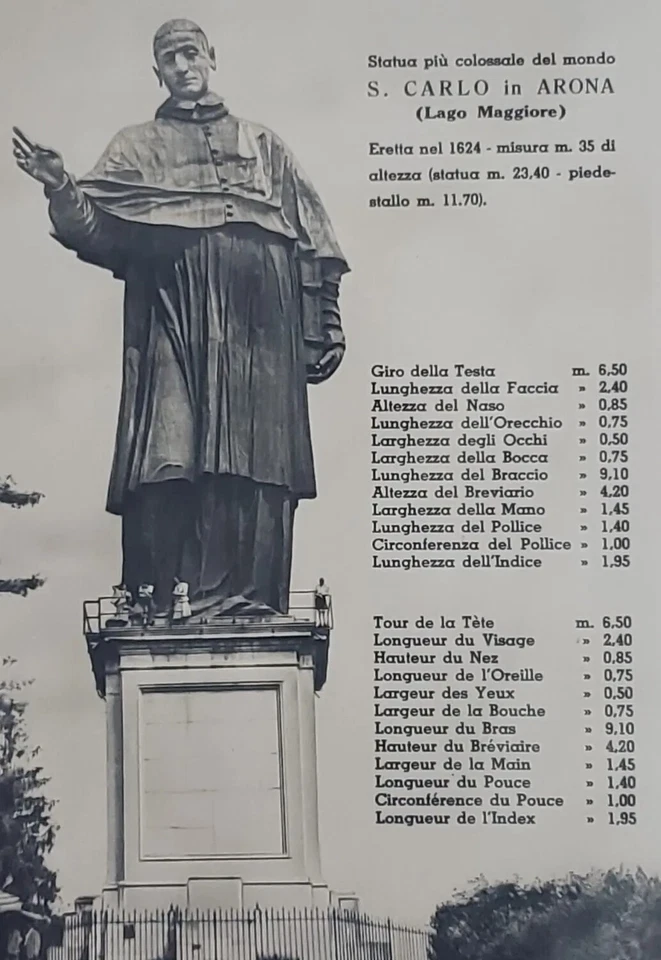 Statua più colossale del mondo
S. CARLO in ARONA
(Lago Maggiore)
Eretta nel 1624 - misura m. 35 di
altezza (statua m. 23,40 - piede-
stallo m. 11.70).
Giro della Testa m. 6,50
Lunghezza della Faccia » 2,40
Altezza del Naso » 0,85
Lunghezza dell'Orecchio » 0,75
Larghezza degli Occhi » 0,50
Larghezza della Bocca » 0,75
Lunghezza del Braccio » 9,10
Altezza del Breviario » 4,20
Larghezza della Mano » 1,45
Lunghezza del Pollice » 1,40
Circonferenza del Pollice » 1,00
Lunghezza dell'Indice » 1,95
Tour de la Tète m. 6,50
Longueur du Visage » 2,40
Hauteur du Nez » 0,85
Longueur de l'Oreille » 0,75
Largeur des Yeux » 0,50
Largeur de la Bouche » 0,75
Longueur du Bras » 9,10
Hauteur du Bréviaire » 4,20
Largeur de la Main » 1,45
Longueur du Pouce » 1,40
Circonférence du Pouce » 1,00
Longueur de l'Index » 1,95